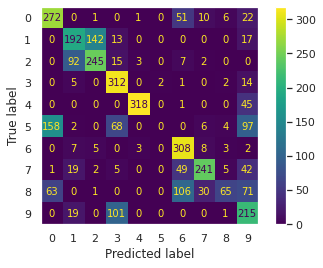 0 272 0 1 0 1 0 51 10 6 22
1 0 192 142 13 0 0 0 0 0 17
2 0 92 245 15 3 0 7 2 0 0
3 0 5 0 312 0 0 1 0 2 14
4 0 0 0 0 318 0 1 0 0 45
5 158 2 0 68 0 0 0 6 4 97
6 0 7 5 0 3 0 308 8 3 2
7 1 19 2 5 0 0 49 241 5 42
8 63 0 1 0 0 0 106 30 65 71
9 0 19 0 101 0 0 0 0 1 215
0 1 2 3 4 5 6 7 8 9
Predicted label
True label
300
250
200
150
100
50
0